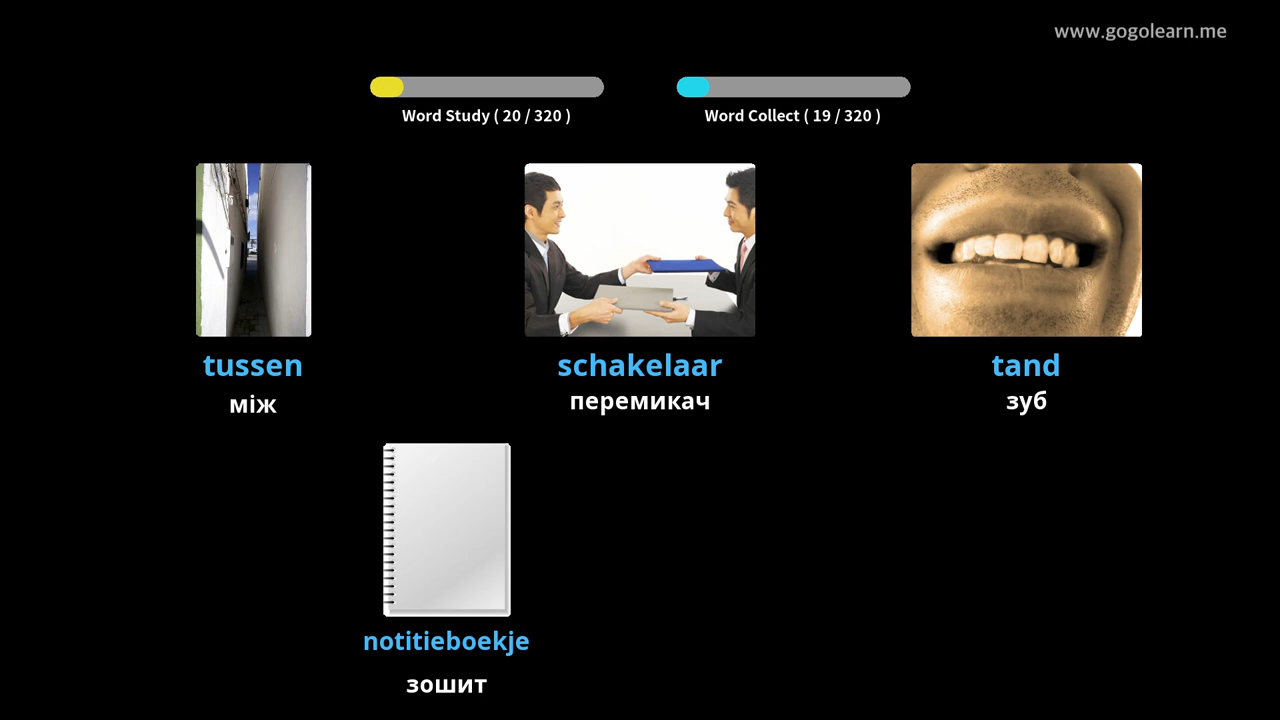 www.gogolearn.me
Word Study ( 20 / 320 )
Word Collect ( 19 / 320 )
tussen
між
schakelaar
перемикач
tand
зуб
notitieboekje
зошит